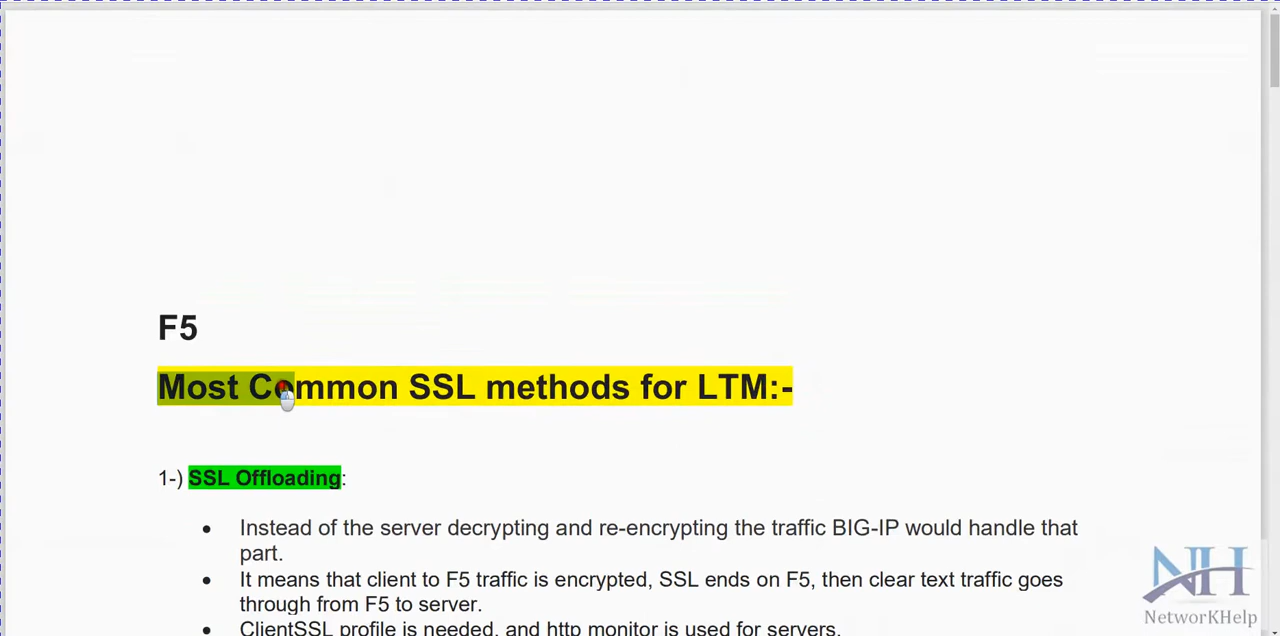 F5
Most Common SSL methods for LTM:-
1-) SSL Offloading:
• Instead of the server decrypting and re-encrypting the traffic BIG-IP would handle that
part.
• It means that client to F5 traffic is encrypted, SSL ends on F5, then clear text traffic goes
through from F5 to server.
• ClientSSL profile is needed, and http monitor is used for servers.
NH
NetworKHelp